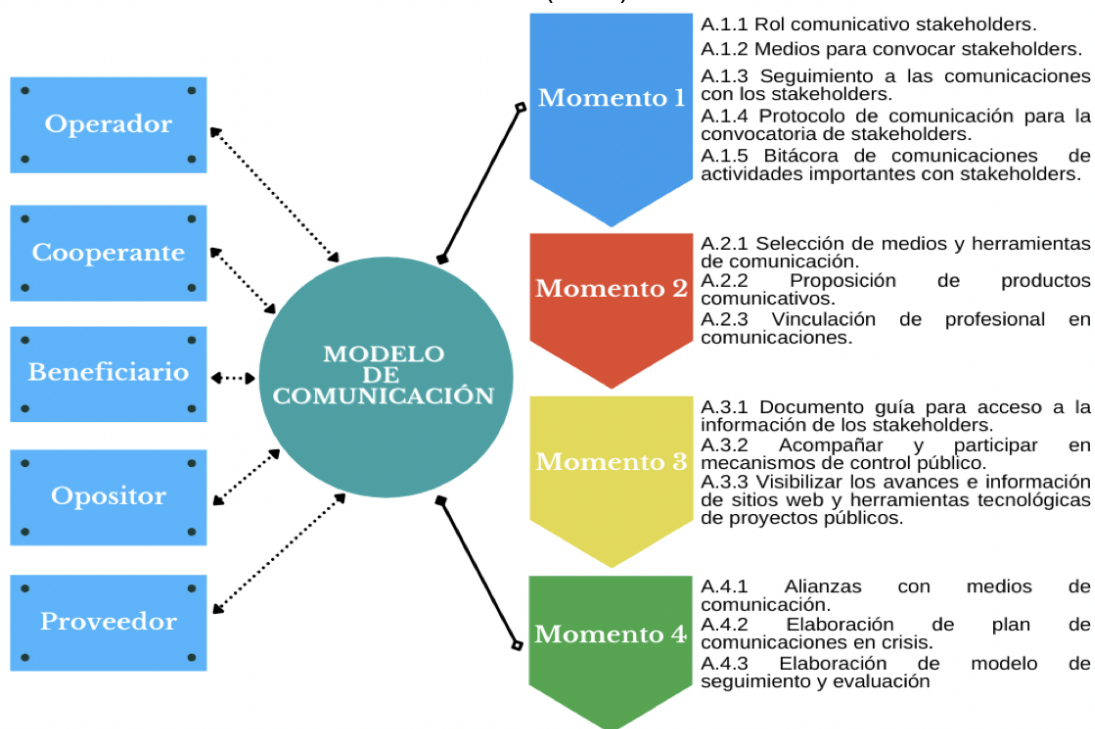 Operador
Cooperante
Beneficiario
Opositor
Proveedor
MODELO
DE
COMUNICACIÓN
Momento 1
A.1.1 Rol comunicativo stakeholders.
A.1.2 Medios para convocar stakeholders.
A.1.3 Seguimiento a las comunicaciones
con los stakeholders.
A.1.4 Protocolo de comunicación para la
convocatoria de stakeholders.
A.1.5 Bitácora de comunicaciones de
actividades importantes con stakeholders.
Momento 2
A.2.1 Selección de medios y herramientas
de comunicación.
A.2.2 Proposición de productos
comunicativos.
A.2.3 Vinculación de profesional en
comunicaciones.
Momento 3
A.3.1 Documento guía para acceso a la
información de los stakeholders.
A.3.2 Acompañar y participar en
mecanismos de control público.
A.3.3 Visibilizar los avances e información
de sitios web y herramientas tecnológicas
de proyectos públicos.
Momento 4
A.4.1 Alianzas con medios de
comunicación.
A.4.2 Elaboración de plan de
comunicaciones en crisis.
A.4.3 Elaboración de modelo de
seguimiento y evaluación